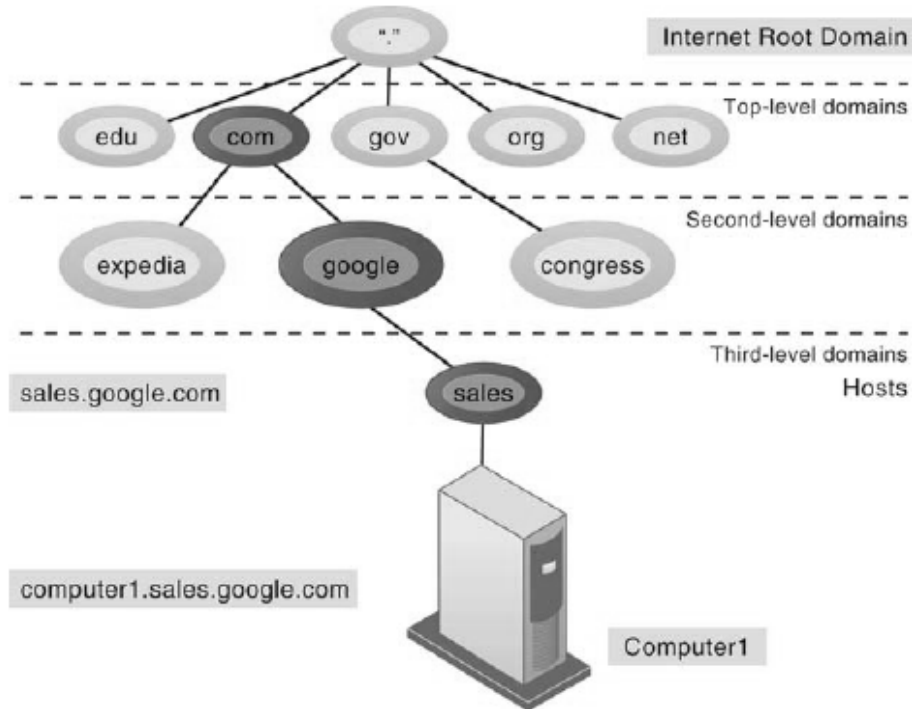 "."
Internet Root Domain
Top-level domains
edu
com
gov
org
net
Second-level domains
expedia
google
congress
Third-level domains
Hosts
sales.google.com
sales
computer1.sales.google.com
Computer1